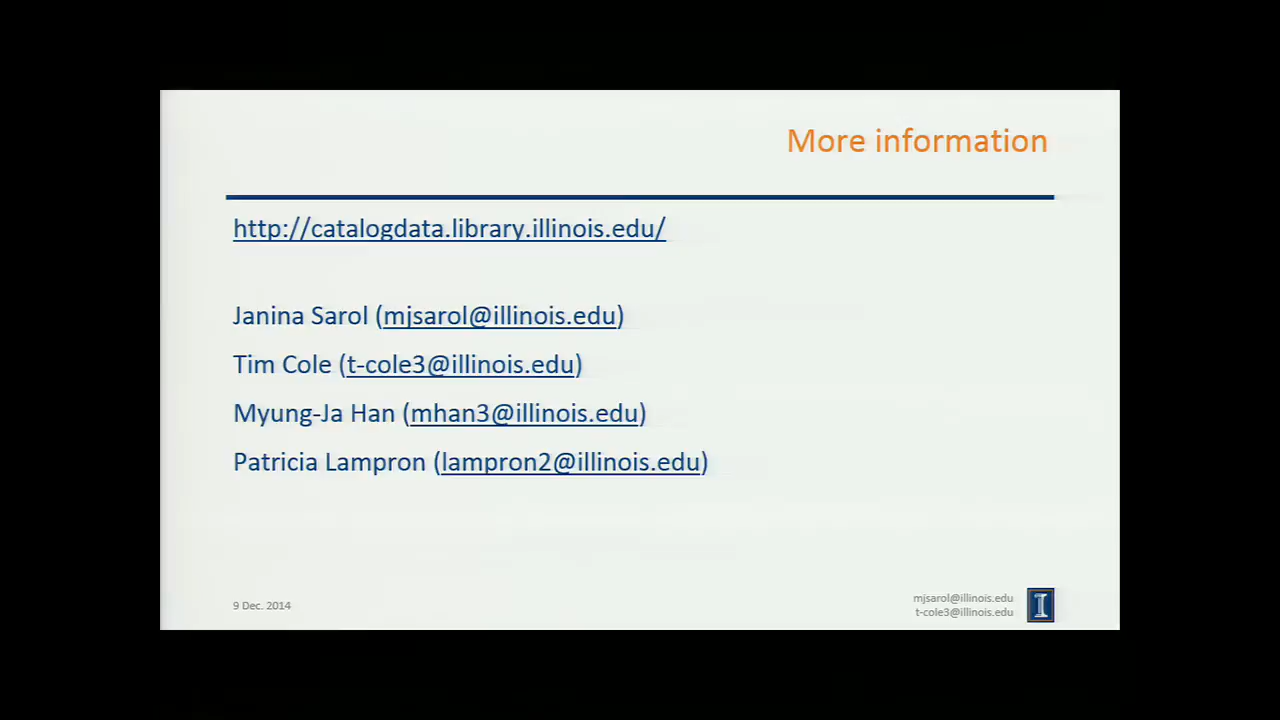 More information
http://catalogdata.library.illinois.edu/
Janina Sarol (mjsarol@illinois.edu)
Tim Cole (t-cole3@illinois.edu)
Myung-Ja Han (mhan3@illinois.edu)
Patricia Lampron (lampron2@illinois.edu)
9 Dec. 2014
mjsarol@illinois.edu
t-cole3@illinois.edu
I